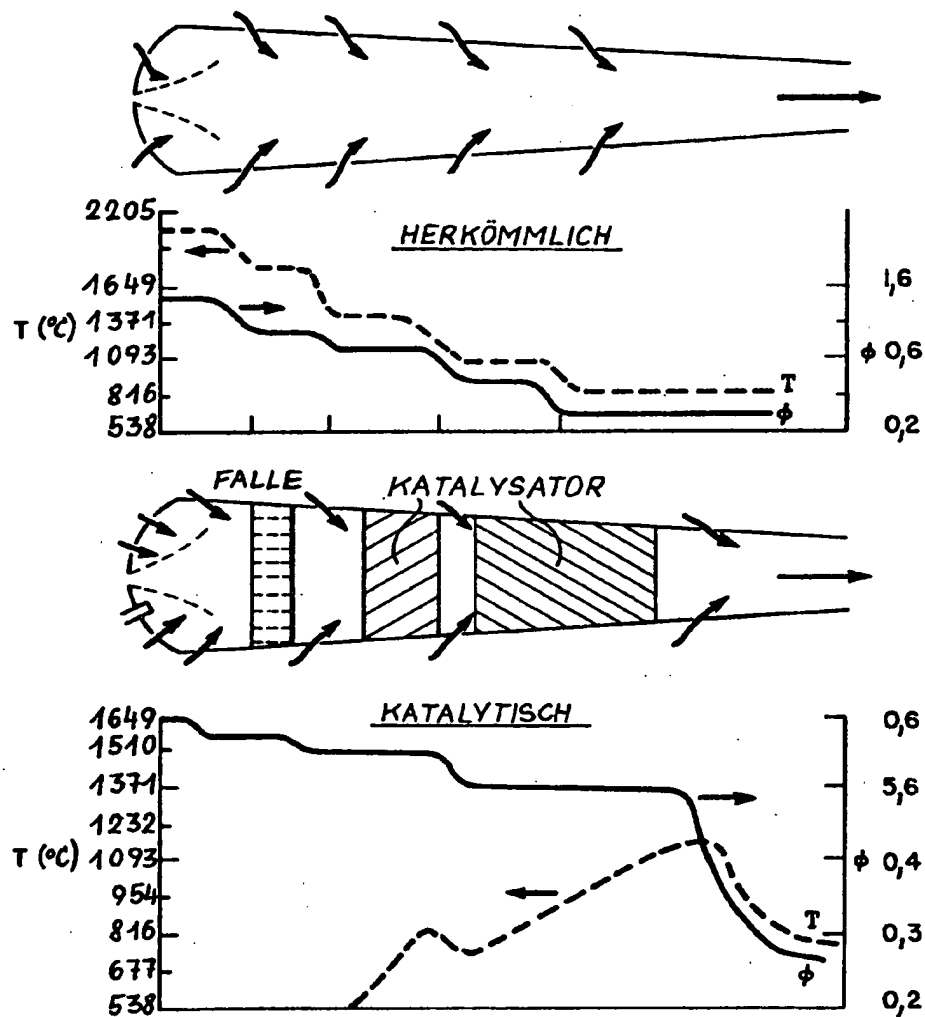 HERKÖMMLICH
2205
1649
1371
1093
816
538
T (°C)
1,6
ϕ 0,6
0,2
T
ϕ
FALLE
KATALYSATOR
KATALYTISCH
1649
1510
1371
1232
1093
954
816
677
538
T (°C)
0,6
5,6
ϕ 0,4
0,3
0,2
T
ϕ